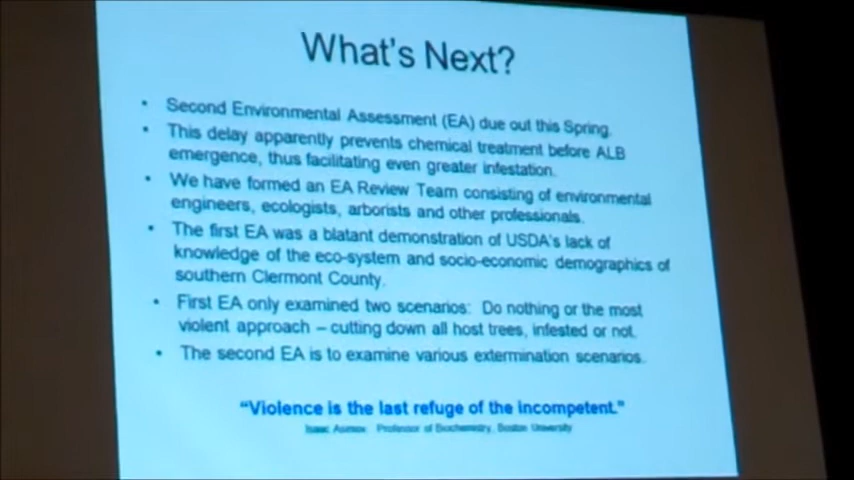 What's Next?
• Second Environmental Assessment (EA) due out this Spring.
• This delay apparently prevents chemical treatment before ALB
emergence, thus facilitating even greater infestation.
• We have formed an EA Review Team consisting of environmental
engineers, ecologists, arborists and other professionals.
• The first EA was a blatant demonstration of USDA's lack of
knowledge of the eco-system and socio-economic demographics of
southern Clermont County.
• First EA only examined two scenarios: Do nothing or the most
violent approach – cutting down all host trees, infested or not.
• The second EA is to examine various extermination scenarios.
"Violence is the last refuge of the incompetent."
Isaac Asimov Professor of Biochemistry, Boston University